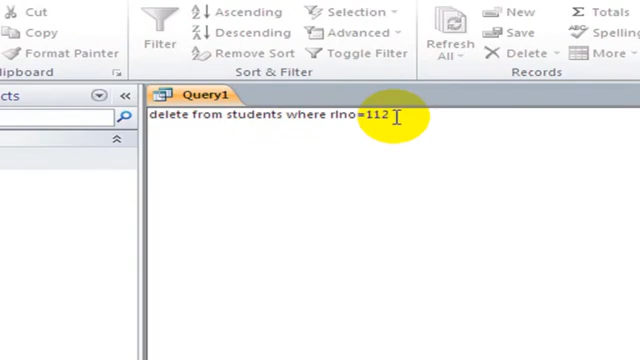 Cut
Copy
Format Painter
lipboard
Filter
Ascending
Descending
Remove Sort
Selection
Advanced
Toggle Filter
Sort & Filter
Refresh
All
New
Save
Delete
Totals
Spelling
More
Records
cts
Query1
delete from students where rlno=112